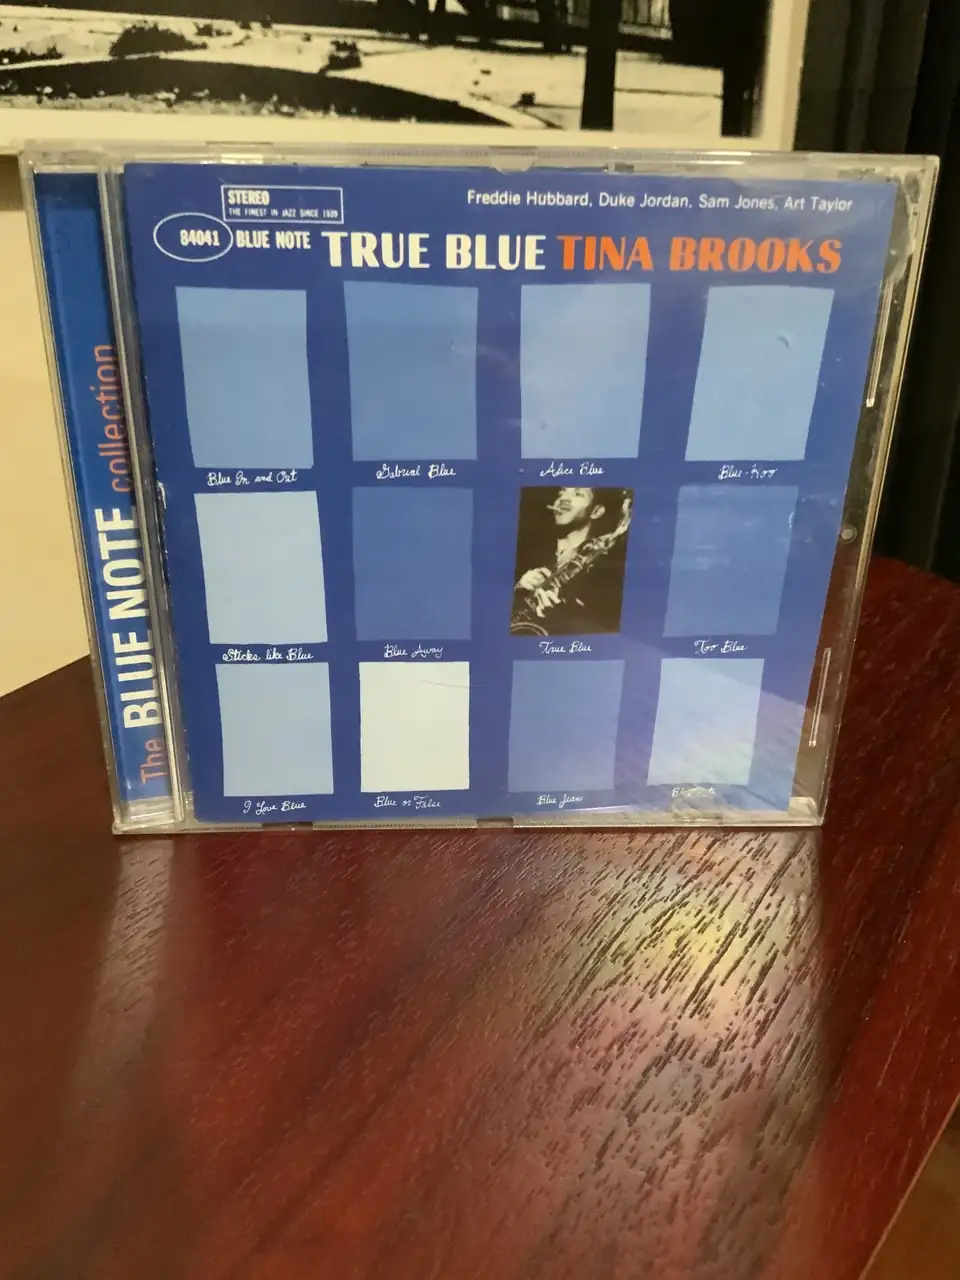 The BLUE NOTE collection
STEREO
THE FINEST IN JAZZ SINCE 1939
84041
BLUE NOTE
TRUE BLUE TINA BROOKS
Freddie Hubbard, Duke Jordan, Sam Jones, Art Taylor
Blue In and Out
Gabriel Blue
Alice Blue
Blue-
Sticks like Blue
Blue Away
True Blue
Too Blue
I Love Blue
Blue or False
Blue Jeans